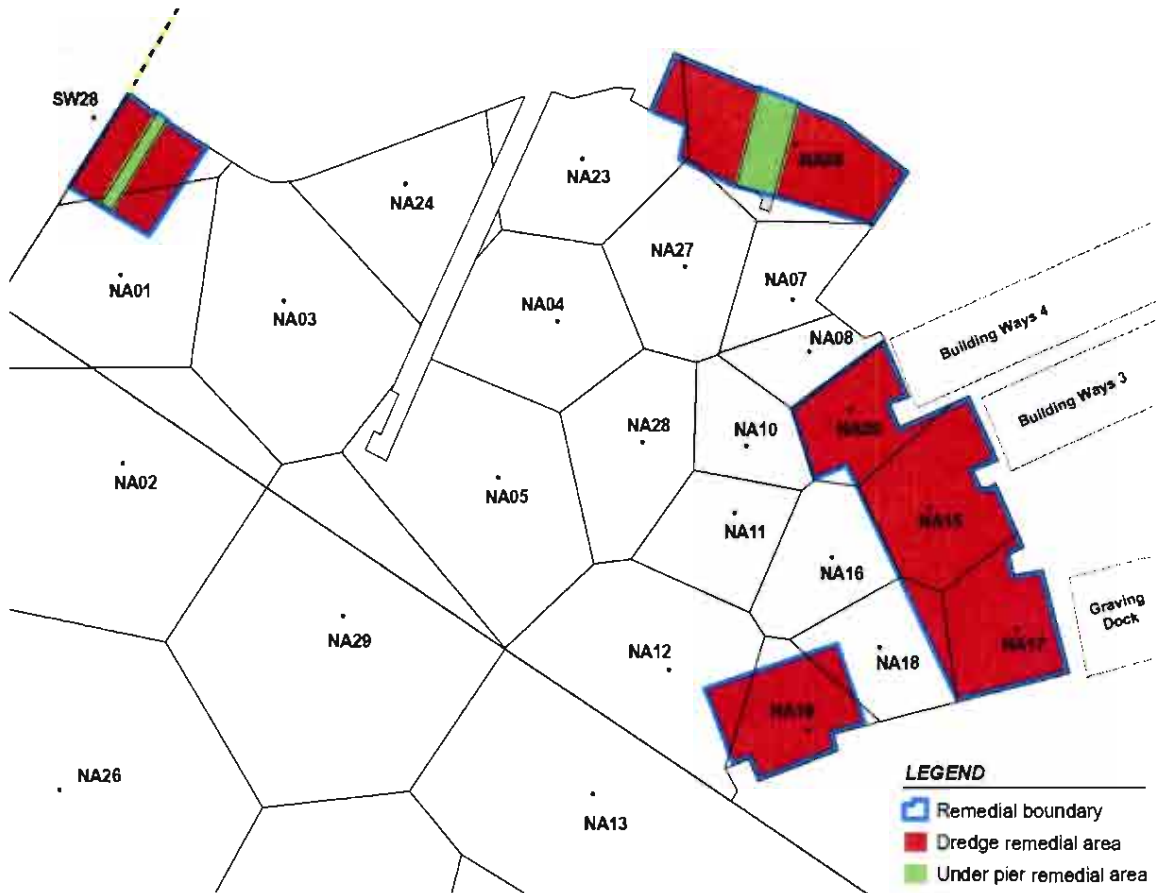 SW28
NA23
NA24
NA27
NA01
NA03
NA04
NA07
NA08
Building Ways 4
Building Ways 3
NA28
NA10
NA02
NA05
NA11
NA15
NA16
Graving
Dock
NA29
NA12
NA18
NA17
NA26
NA13
LEGEND
Remedial boundary
Dredge remedial area
Under pier remedial area